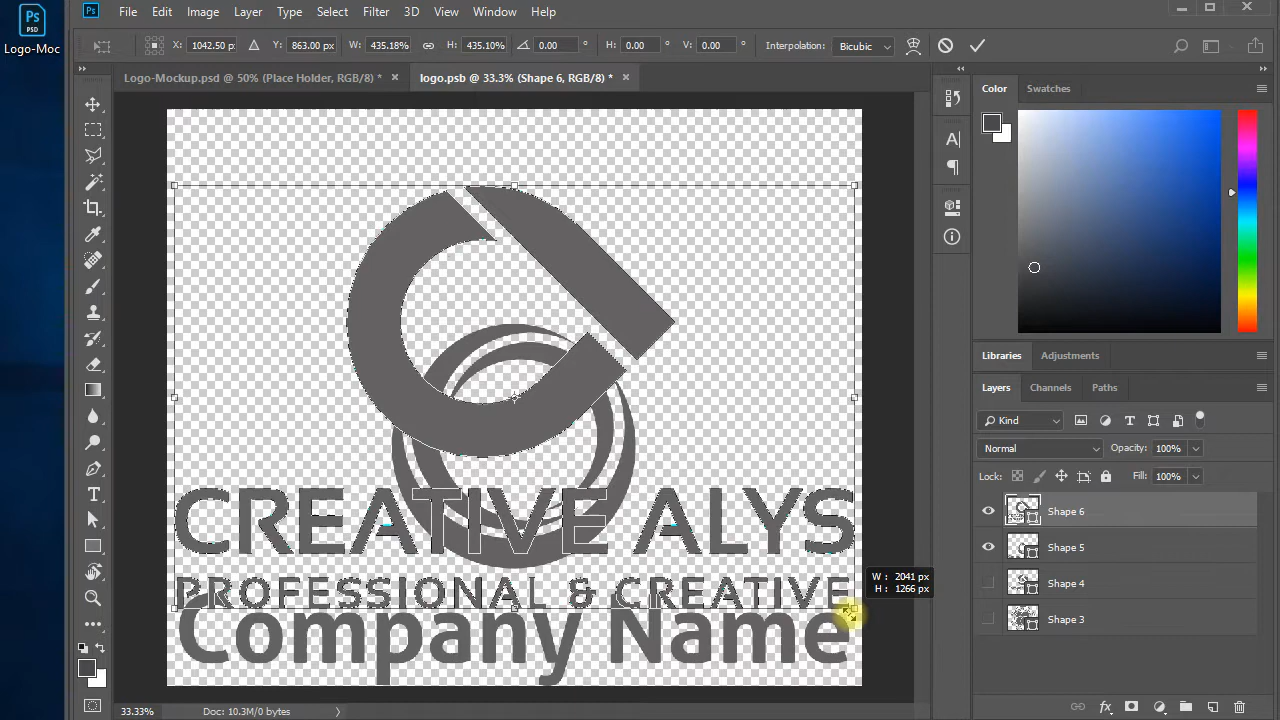 Ps
PSD
Logo-Moc
Ps File Edit Image Layer Type Select Filter 3D View Window Help
X: 1042.50 p: Y: 863.00 px W: 435.18% H: 435.10% 0.00 ° H: 0.00 ° V: 0.00 ° Interpolation: Bicubic
Logo-Mockup.psd @ 50% (Place Holder, RGB/8) * × logo.psb @ 33.3% (Shape 6, RGB/8) * ×
Color Swatches
Libraries Adjustments
Layers Channels Paths
Kind
Normal Opacity: 100%
Lock: Fill: 100%
Shape 6
Shape 5
Shape 4
Shape 3
CREATIVE ALYS
PROFESSIONAL & CREATIVE
Company Name
W : 2041 px
H : 1266 px
33.33% Doc: 10.3M/0 bytes